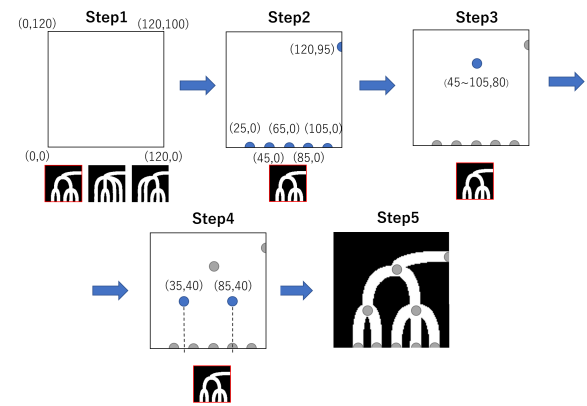 Step1
(0,120)
(120,100)
(0,0)
(120,0)
Step2
(120,95)
(25,0) (65,0) (105,0)
(45,0) (85,0)
Step3
(45~105,80)
Step4
(35,40) (85,40)
Step5